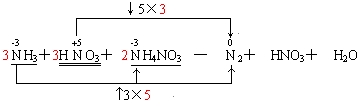 ↓5×3
-3 +5 -3 0
3NH₃+3HNO₃+ 2NH₄NO₃ — N₂+ HNO₃+ H₂O
↑3×5